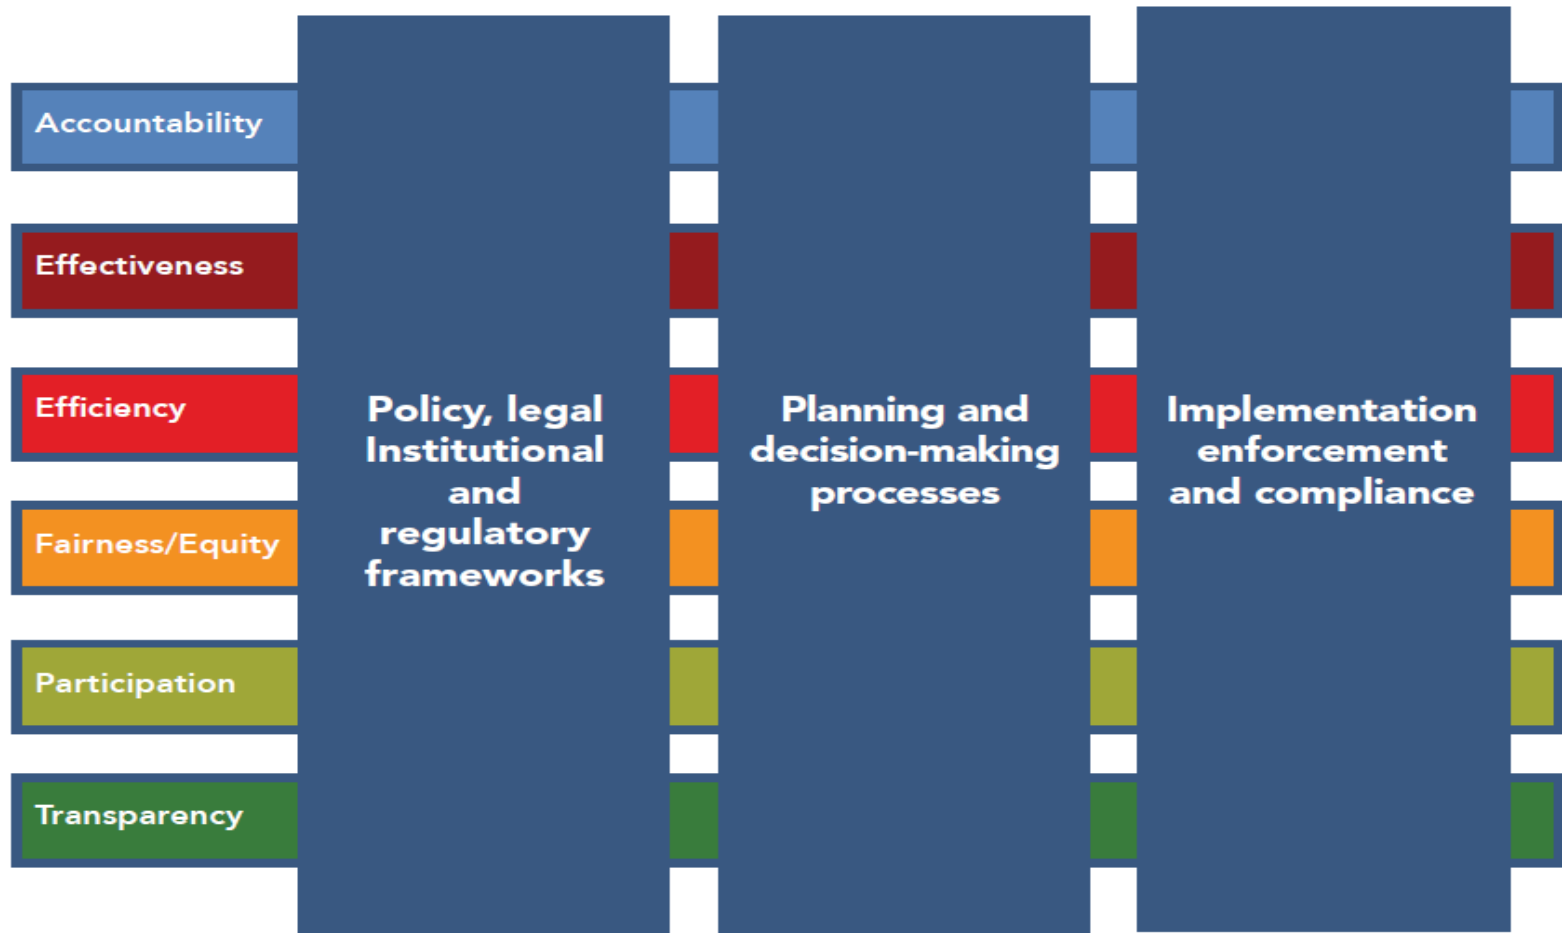 Accountability
Effectiveness
Efficiency
Fairness/Equity
Participation
Transparency
Policy, legal
Institutional
and
regulatory
frameworks
Planning and
decision-making
processes
Implementation
enforcement
and compliance